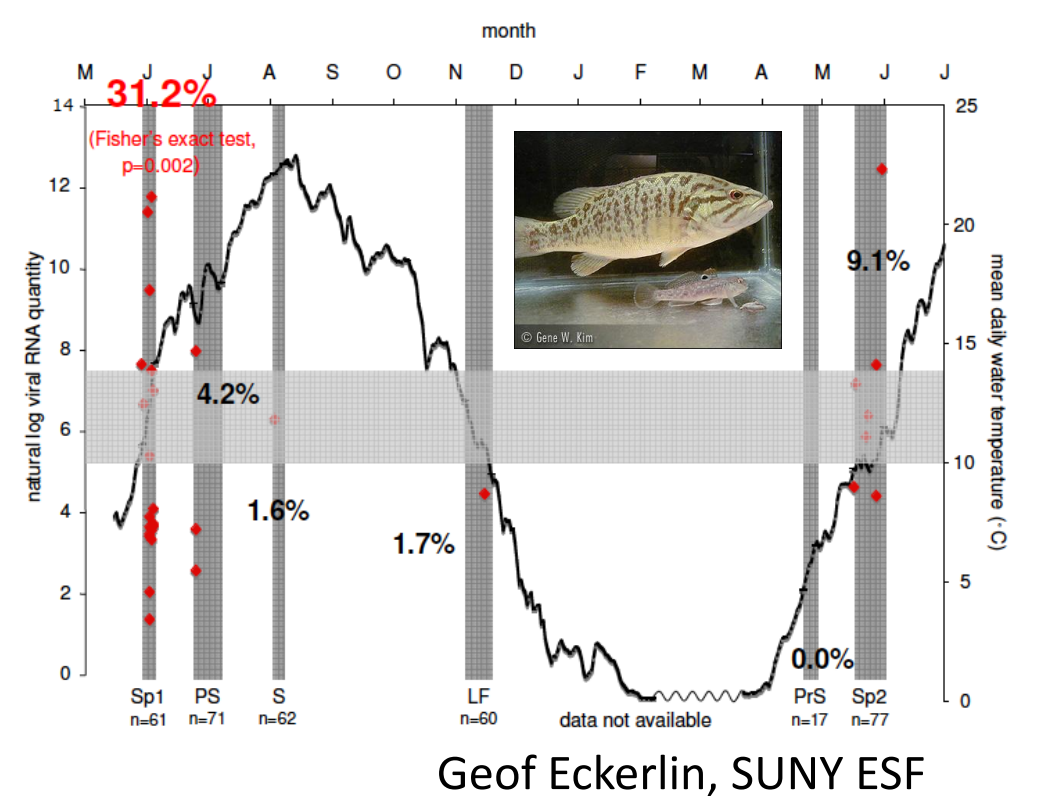 month
M J J A S O N D J F M A M J J
31.2%
(Fisher's exact test,
p=0.002)
14
12
10
8
6
4
2
0
natural log viral RNA quantity
25
20
15
10
5
0
mean daily water temperature (°C)
© Gene W. Kim
9.1%
4.2%
1.6%
1.7%
0.0%
Sp1 PS S LF PrS Sp2
n=61 n=71 n=62 n=60 data not available n=17 n=77
Geof Eckerlin, SUNY ESF